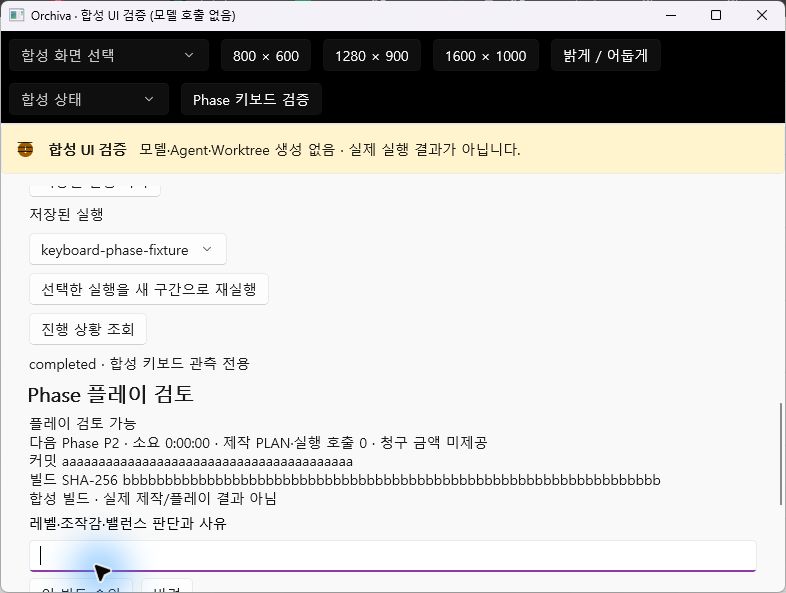 Orchiva · 합성 UI 검증 (모델 호출 없음)
합성 화면 선택 800 × 600 1280 × 900 1600 × 1000 밝게 / 어둡게
합성 상태 Phase 키보드 검증
합성 UI 검증 모델·Agent·Worktree 생성 없음 · 실제 실행 결과가 아닙니다.
저장된 실행
keyboard-phase-fixture
선택한 실행을 새 구간으로 재실행
진행 상황 조회
completed · 합성 키보드 관측 전용
Phase 플레이 검토
플레이 검토 가능
다음 Phase P2 · 소요 0:00:00 · 제작 PLAN·실행 호출 0 · 청구 금액 미제공
커밋 aaaaaaaaaaaaaaaaaaaaaaaaaaaaaaaaaaaaaaaa
빌드 SHA-256 bbbbbbbbbbbbbbbbbbbbbbbbbbbbbbbbbbbbbbbbbbbbbbbbbbbbbbbbbbbbbbbb
합성 빌드 · 실제 제작/플레이 결과 아님
레벨·조작감·밸런스 판단과 사유